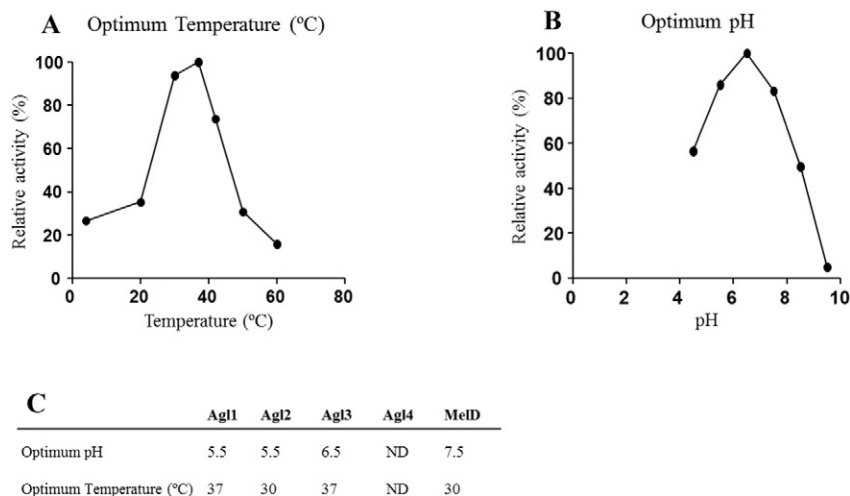 A Optimum Temperature (ºC)
100
80
60
40
20
0
Relative activity (%)
0 20 40 60 80
Temperature (ºC)
B Optimum pH
100
80
60
40
20
0
Relative activity (%)
0 2 4 6 8 10
pH
C
Agl1 Agl2 Agl3 Agl4 MelD
Optimum pH 5.5 5.5 6.5 ND 7.5
Optimum Temperature (ºC) 37 30 37 ND 30